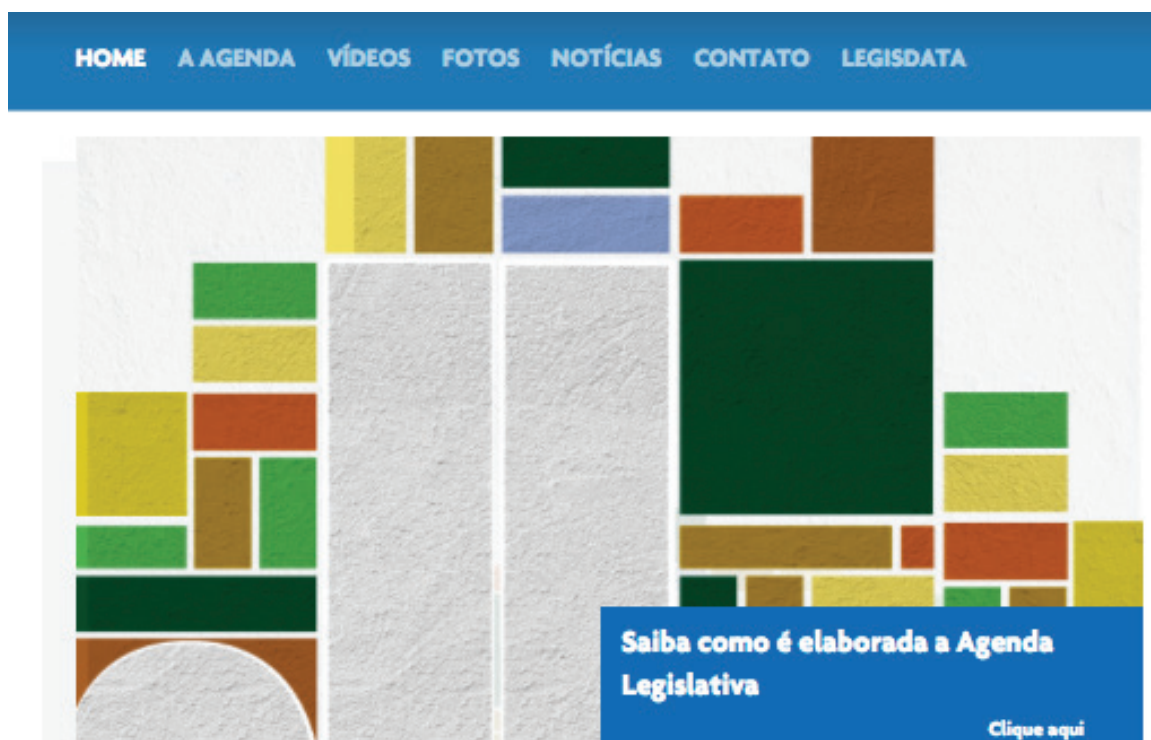 HOME A AGENDA VÍDEOS FOTOS NOTÍCIAS CONTATO LEGISDATA
Saiba como é elaborada a Agenda
Legislativa
Clique aqui